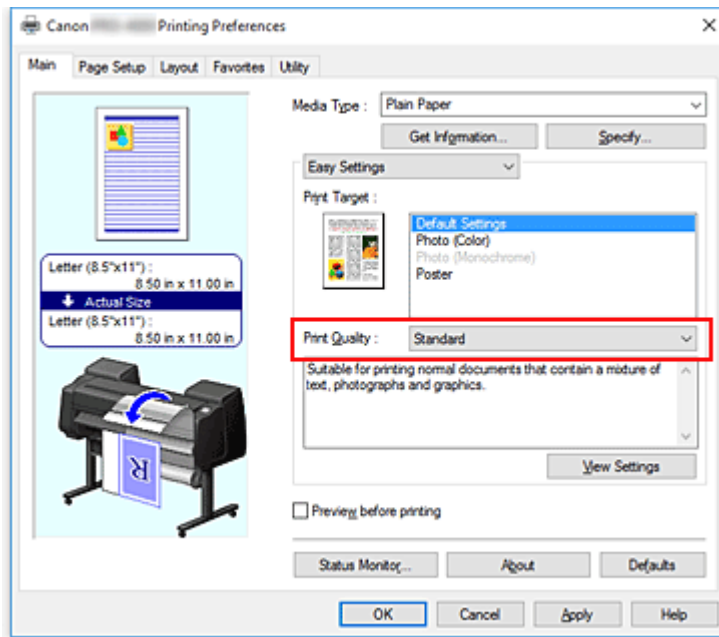 Canon Printing Preferences
Main Page Setup Layout Favorites Utility
Media Type : Plain Paper
Get Information... Specify...
Easy Settings
Print Target :
Default Settings
Photo (Color)
Photo (Monochrome)
Poster
Letter (8.5"x11") :
8.50 in x 11.00 in
Actual Size
Letter (8.5"x11") :
8.50 in x 11.00 in
Print Quality : Standard
Suitable for printing normal documents that contain a mixture of
text, photographs and graphics.
R
View Settings
Preview before printing
Status Monitor... About Defaults
OK Cancel Apply Help